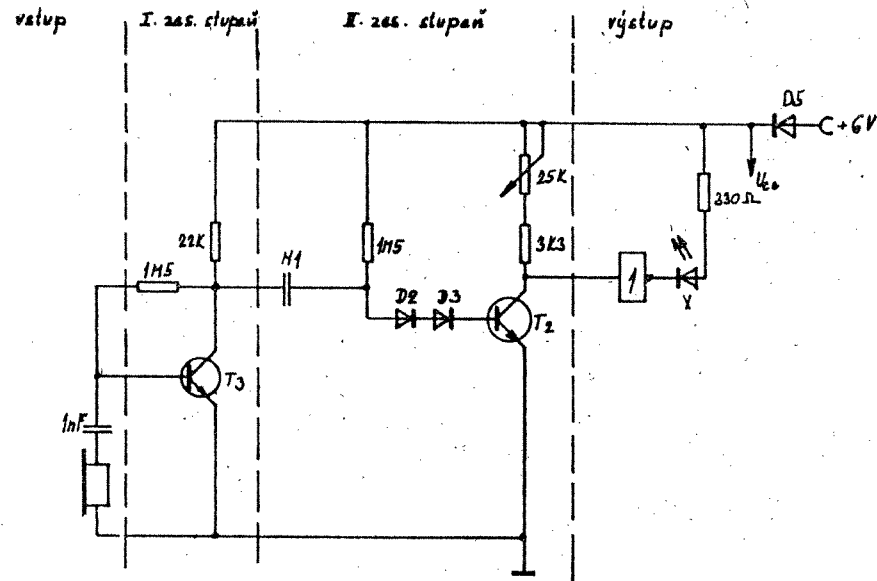 vstup
I. zes. stupeň
II. zes. stupeň
výstup
D5
+6V
Ucc
25K
330Ω
22K
1M5
3K3
M1
1M5
D2
D3
1
Y
T2
T3
1nF